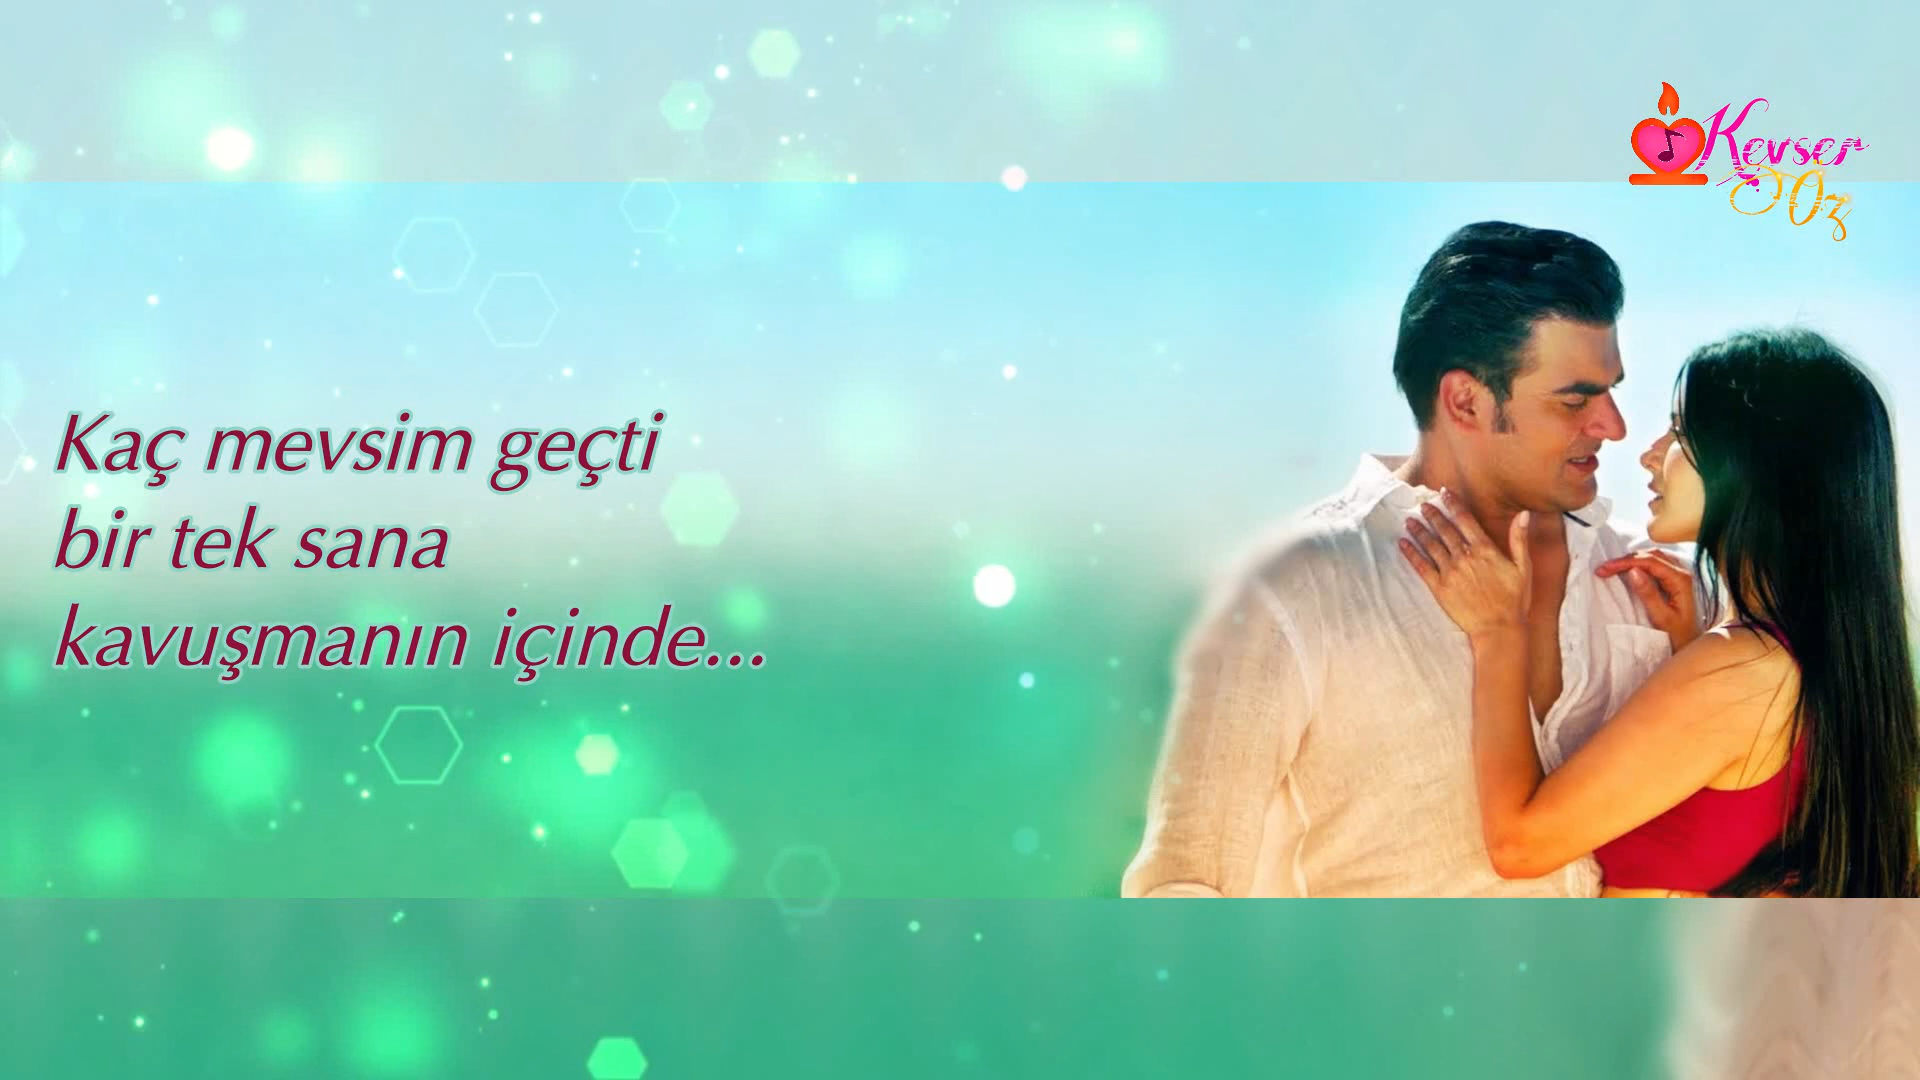 Kevser
Öz
Kaç mevsim geçti
bir tek sana
kavuşmanın içinde...